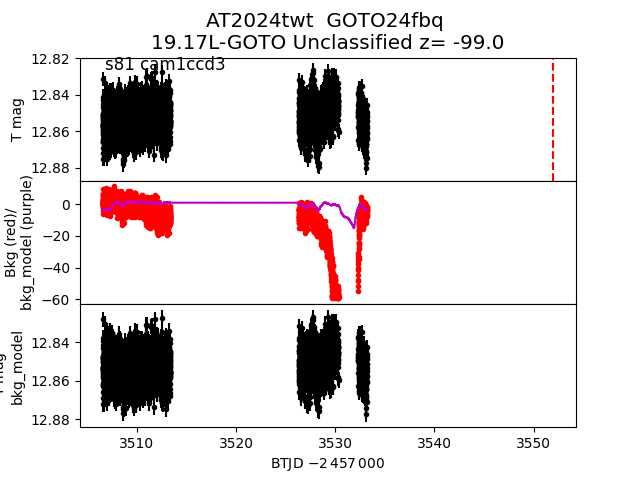 AT2024twt GOTO24fbq
19.17L-GOTO Unclassified z= -99.0
s81 cam1ccd3
12.82
12.84
12.86
12.88
T mag
0
−20
−40
−60
Bkg (red)/
bkg_model (purple)
12.84
12.86
12.88
mag
bkg_model
3510 3520 3530 3540 3550
BTJD −2 457 000